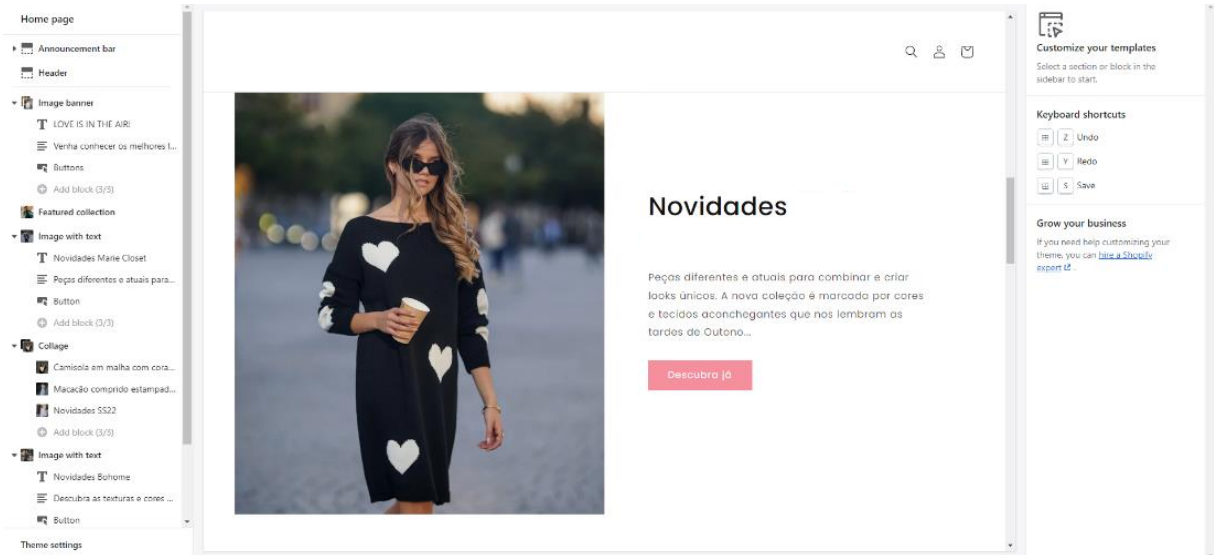 Home page
Announcement bar
Header
Image banner
LOVE IS IN THE AIR!
Venha conhecer os melhores l...
Buttons
Add block (3/3)
Featured collection
Image with text
Novidades Marie Closet
Peças diferentes e atuais para...
Button
Add block (3/3)
Collage
Camisola em malha com cora...
Macacão comprido estampad...
Novidades SS22
Add block (3/3)
Image with text
Novidades Bohome
Descubra as texturas e cores ...
Button
Theme settings
Novidades
Peças diferentes e atuais para combinar e criar
looks únicos. A nova coleção é marcada por cores
e tecidos aconchegantes que nos lembram as
tardes de Outono...
Descubra já
Customize your templates
Select a section or block in the
sidebar to start.
Keyboard shortcuts
Z Undo
Y Redo
S Save
Grow your business
If you need help customizing your
theme, you can hire a Shopify
expert